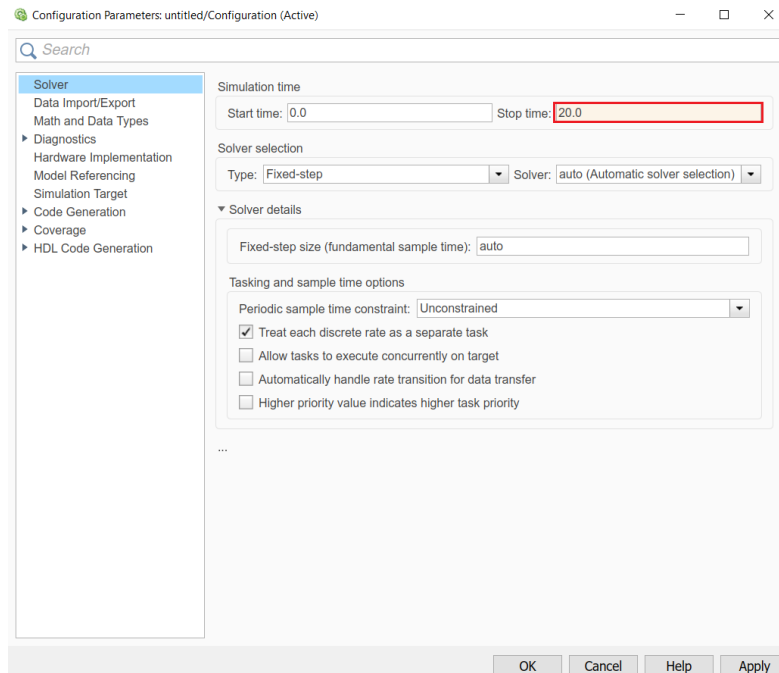 Configuration Parameters: untitled/Configuration (Active)
Search
Solver
Data Import/Export
Math and Data Types
Diagnostics
Hardware Implementation
Model Referencing
Simulation Target
Code Generation
Coverage
HDL Code Generation
Simulation time
Start time: 0.0 Stop time: 20.0
Solver selection
Type: Fixed-step Solver: auto (Automatic solver selection)
Solver details
Fixed-step size (fundamental sample time): auto
Tasking and sample time options
Periodic sample time constraint: Unconstrained
Treat each discrete rate as a separate task
Allow tasks to execute concurrently on target
Automatically handle rate transition for data transfer
Higher priority value indicates higher task priority
...
OK Cancel Help Apply